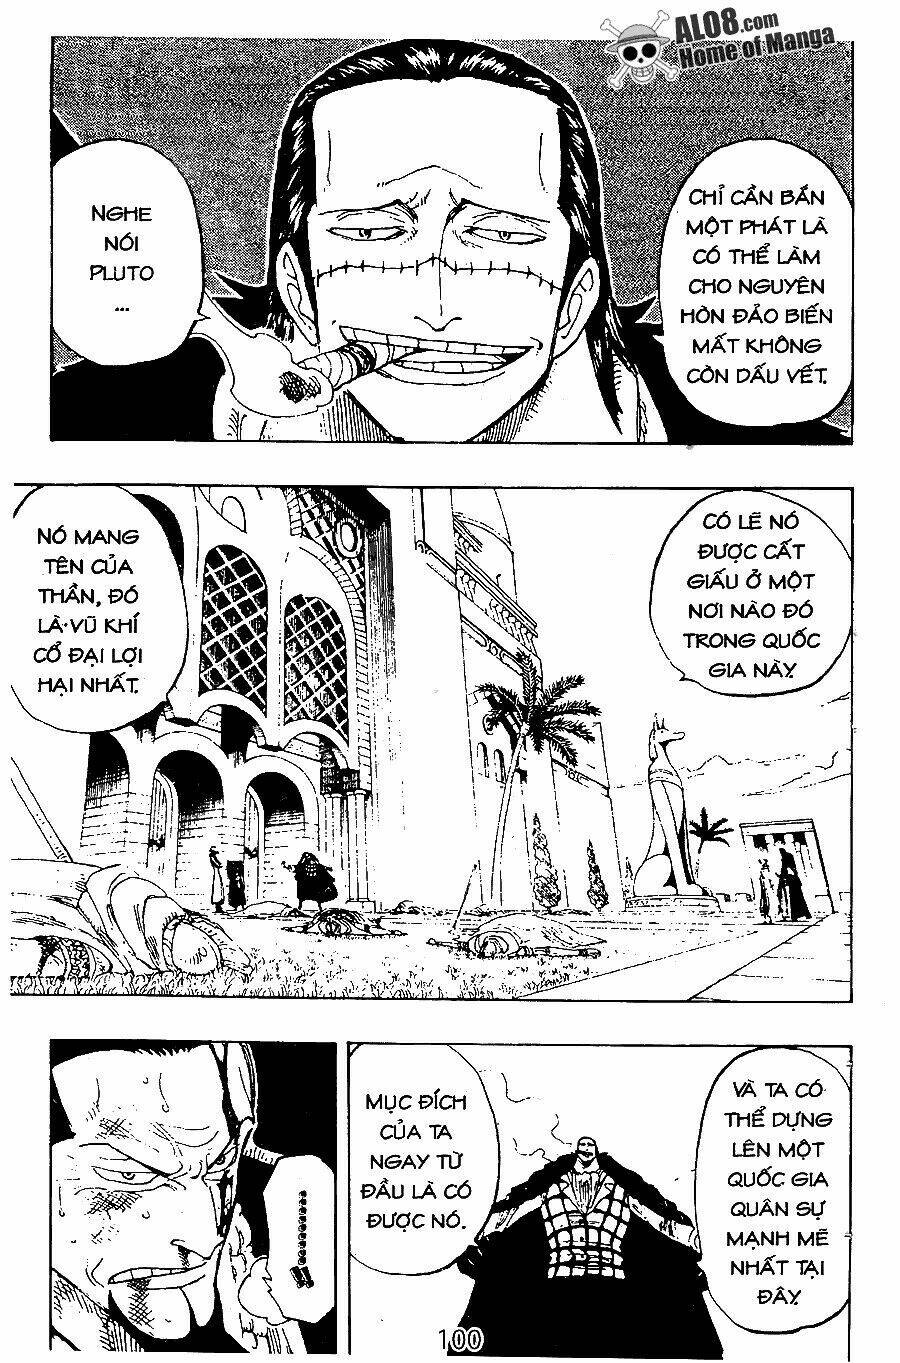 AL08.com
Home of Manga
NGHE
NÓI
PLUTO
...
CHỈ CẦN BẮN
MỘT PHÁT LÀ
CÓ THỂ LÀM
CHO NGUYÊN
HÒN ĐẢO BIẾN
MẤT KHÔNG
CÒN DẤU VẾT.
NÓ MANG
TÊN CỦA
THẦN, ĐÓ
LÀ VŨ KHÍ
CỔ ĐẠI LỢI
HẠI NHẤT.
CÓ LẼ NÓ
ĐƯỢC CẤT
GIẤU Ở MỘT
NƠI NÀO ĐÓ
TRONG QUỐC
GIA NÀY.
MỤC ĐÍCH
CỦA TA
NGAY TỪ
ĐẦU LÀ CÓ
ĐƯỢC NÓ.
VÀ TA CÓ
THỂ DỰNG
LÊN MỘT
QUỐC GIA
QUÂN SỰ
MẠNH MẼ
NHẤT TẠI
ĐÂY.
.........!!
100